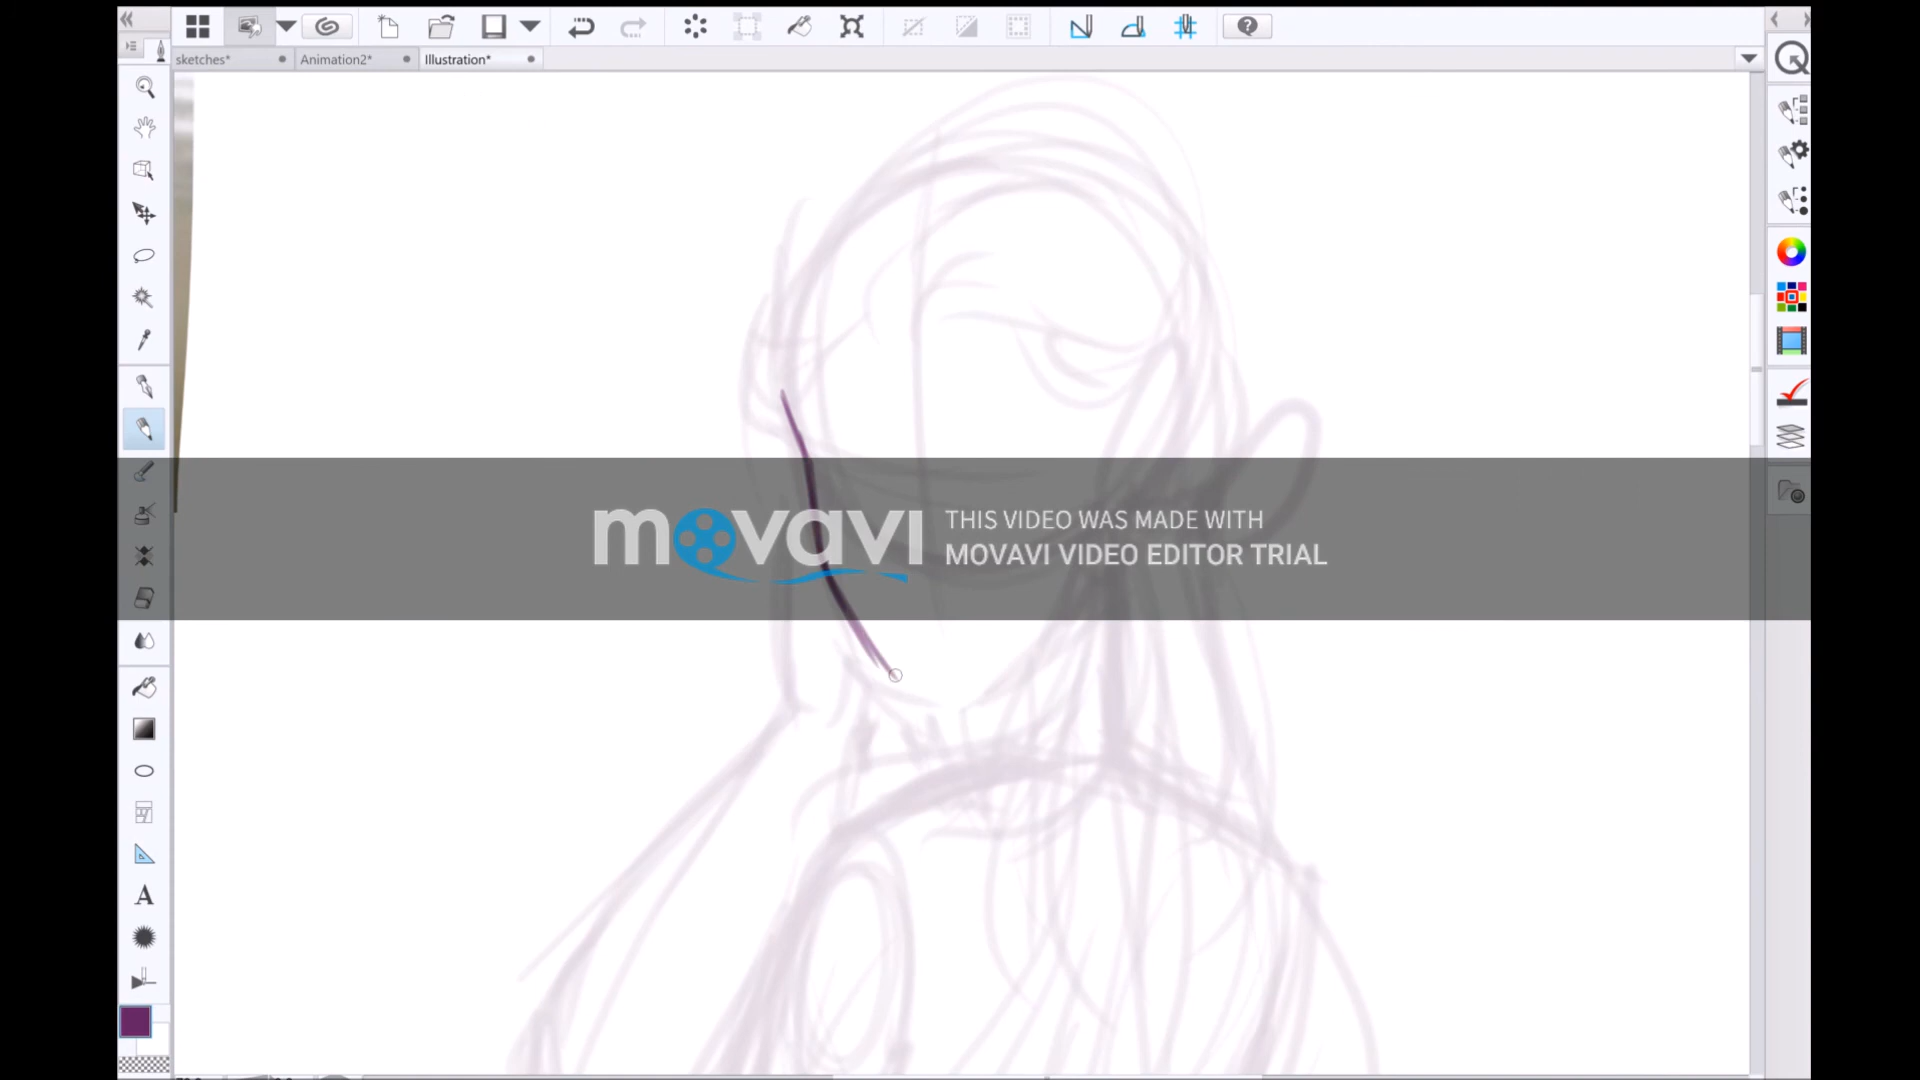 sketches*
Animation2*
Illustration*
movavi
THIS VIDEO WAS MADE WITH
MOVAVI VIDEO EDITOR TRIAL
A